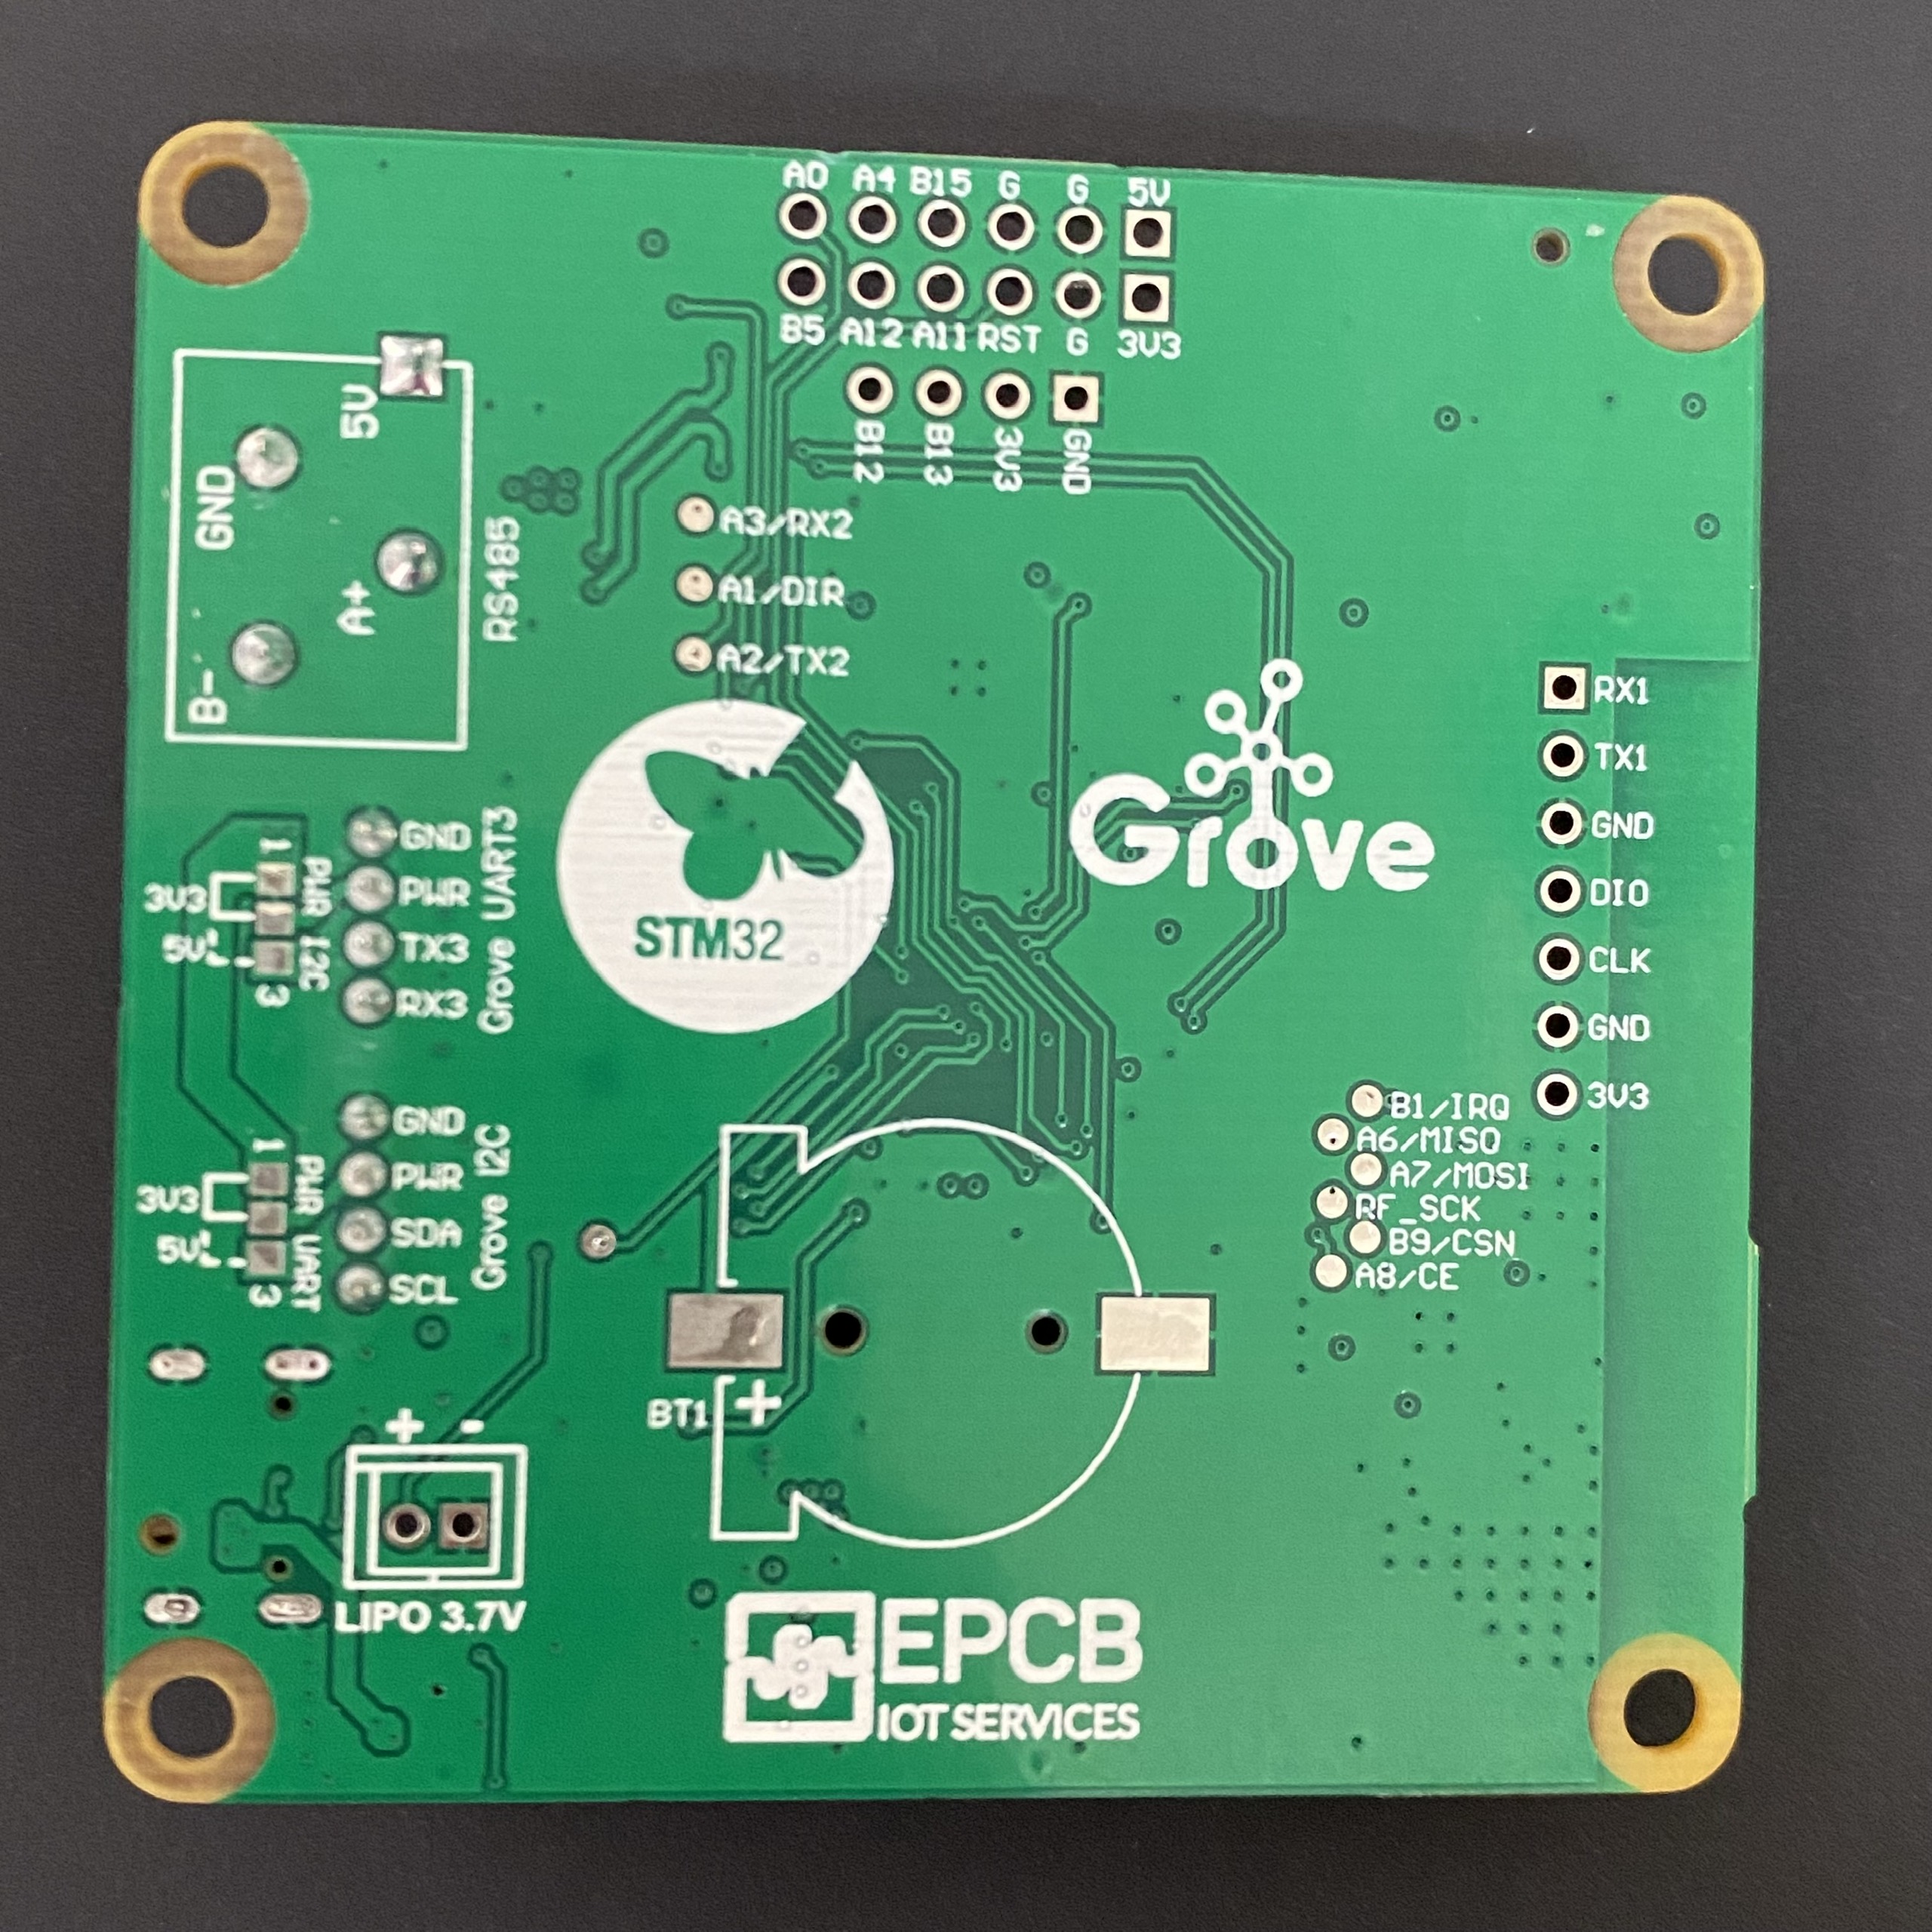 A0 A4 B15 G G 5V
B5 A12 A11 RST G 3V3
B12 B13 3V3 GND
5V
GND
A+
B-
RS485
A3/RX2
A1/DIR
A2/TX2
STM32
Grove
RX1
TX1
GND
DIO
CLK
GND
3V3
1
3V3
5V
3
PWR I2C
GND
PWR
TX3
RX3
Grove UART3
1
3V3
5V
3
PWR UART
GND
PWR
SDA
SCL
Grove I2C
B1/IRQ
A6/MISO
A7/MOSI
RF_SCK
B9/CSN
A8/CE
BT1 +
+ -
LIPO 3.7V
EPCB
IOT SERVICES